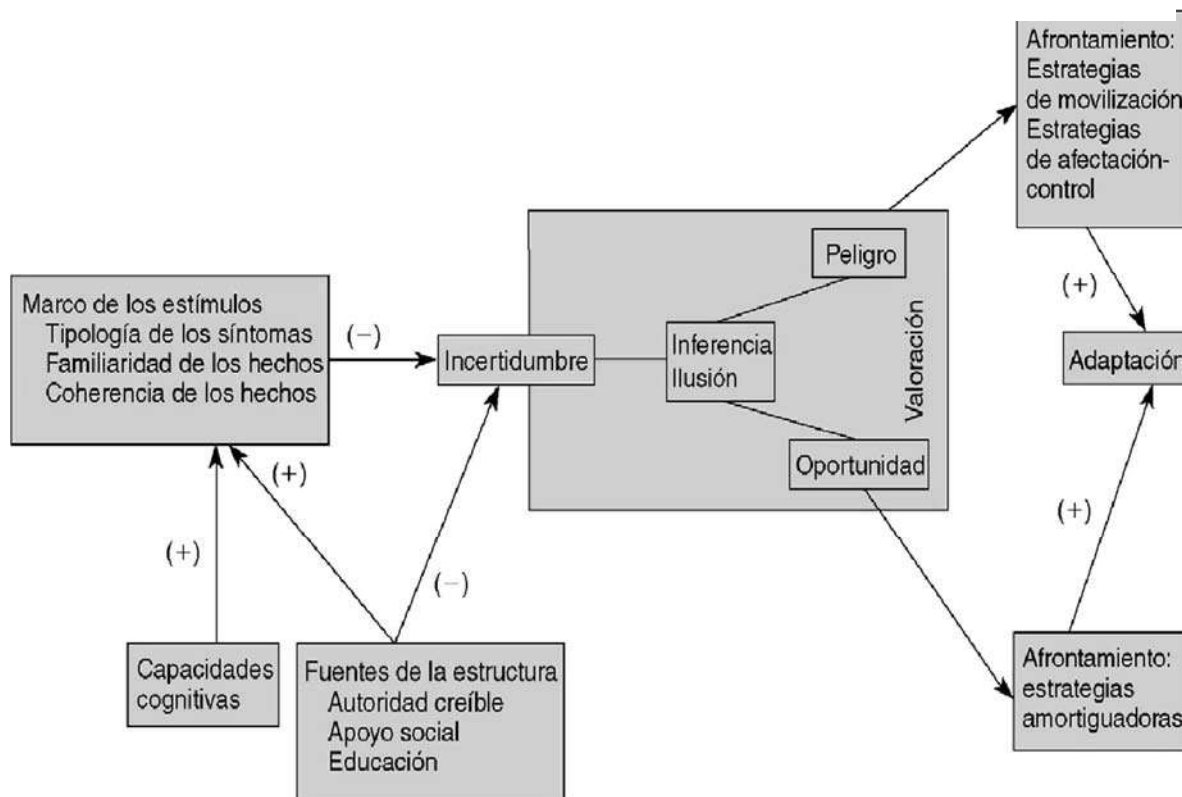 Marco de los estímulos
Tipología de los síntomas
Familiaridad de los hechos
Coherencia de los hechos
(−)
(+)
(+)
Capacidades
cognitivas
Fuentes de la estructura
Autoridad creíble
Apoyo social
Educación
(−)
Incertidumbre
Inferencia
Ilusión
Peligro
Oportunidad
Valoración
Afrontamiento:
Estrategias
de movilización
Estrategias
de afectación-
control
(+)
Adaptación
(+)
Afrontamiento:
estrategias
amortiguadoras